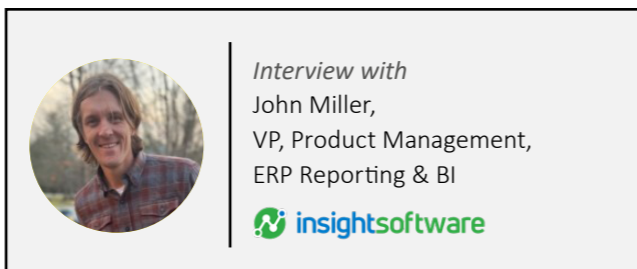 Interview with
John Miller,
VP, Product Management,
ERP Reporting & BI
insightsoftware